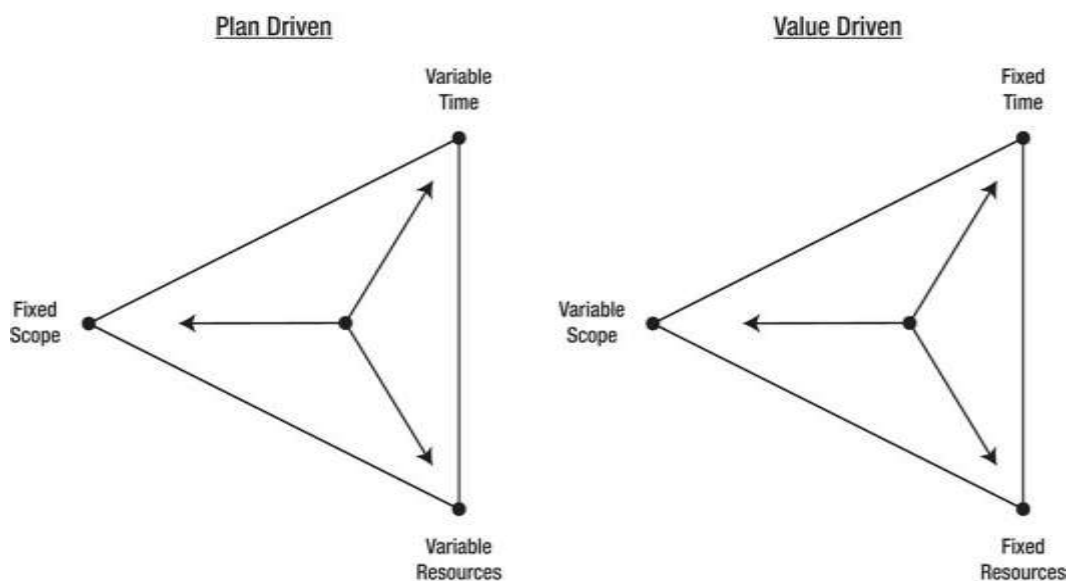 Plan Driven
Variable
Time
Fixed
Scope
Variable
Resources
Value Driven
Fixed
Time
Variable
Scope
Fixed
Resources